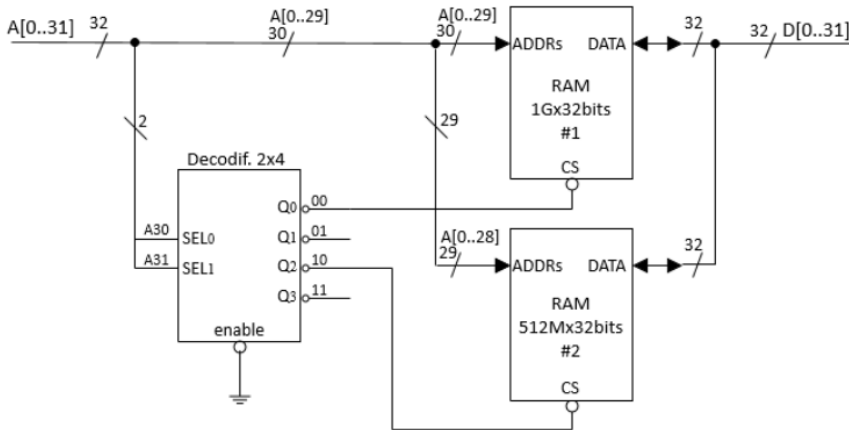 A[0..31]
32
A[0..29]
30
A[0..29]
30
ADDRs
DATA
32
32
D[0..31]
RAM
1Gx32bits
#1
CS
2
29
Decodif. 2x4
A30
SEL0
A31
SEL1
Q0
00
Q1
01
Q2
10
Q3
11
enable
A[0..28]
29
ADDRs
DATA
32
RAM
512Mx32bits
#2
CS